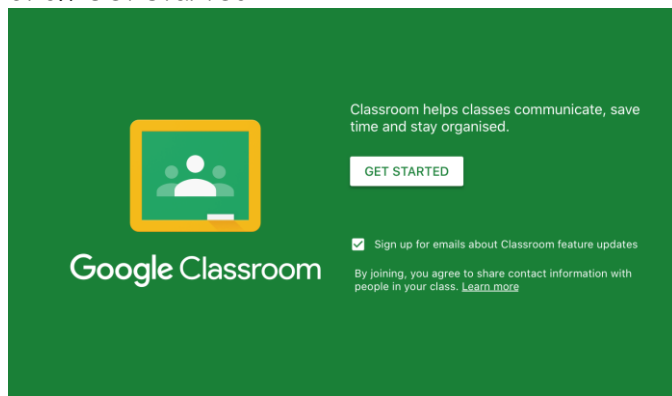 Classroom helps classes communicate, save
time and stay organised.
GET STARTED
Sign up for emails about Classroom feature updates
Google Classroom
By joining, you agree to share contact information with
people in your class. Learn more